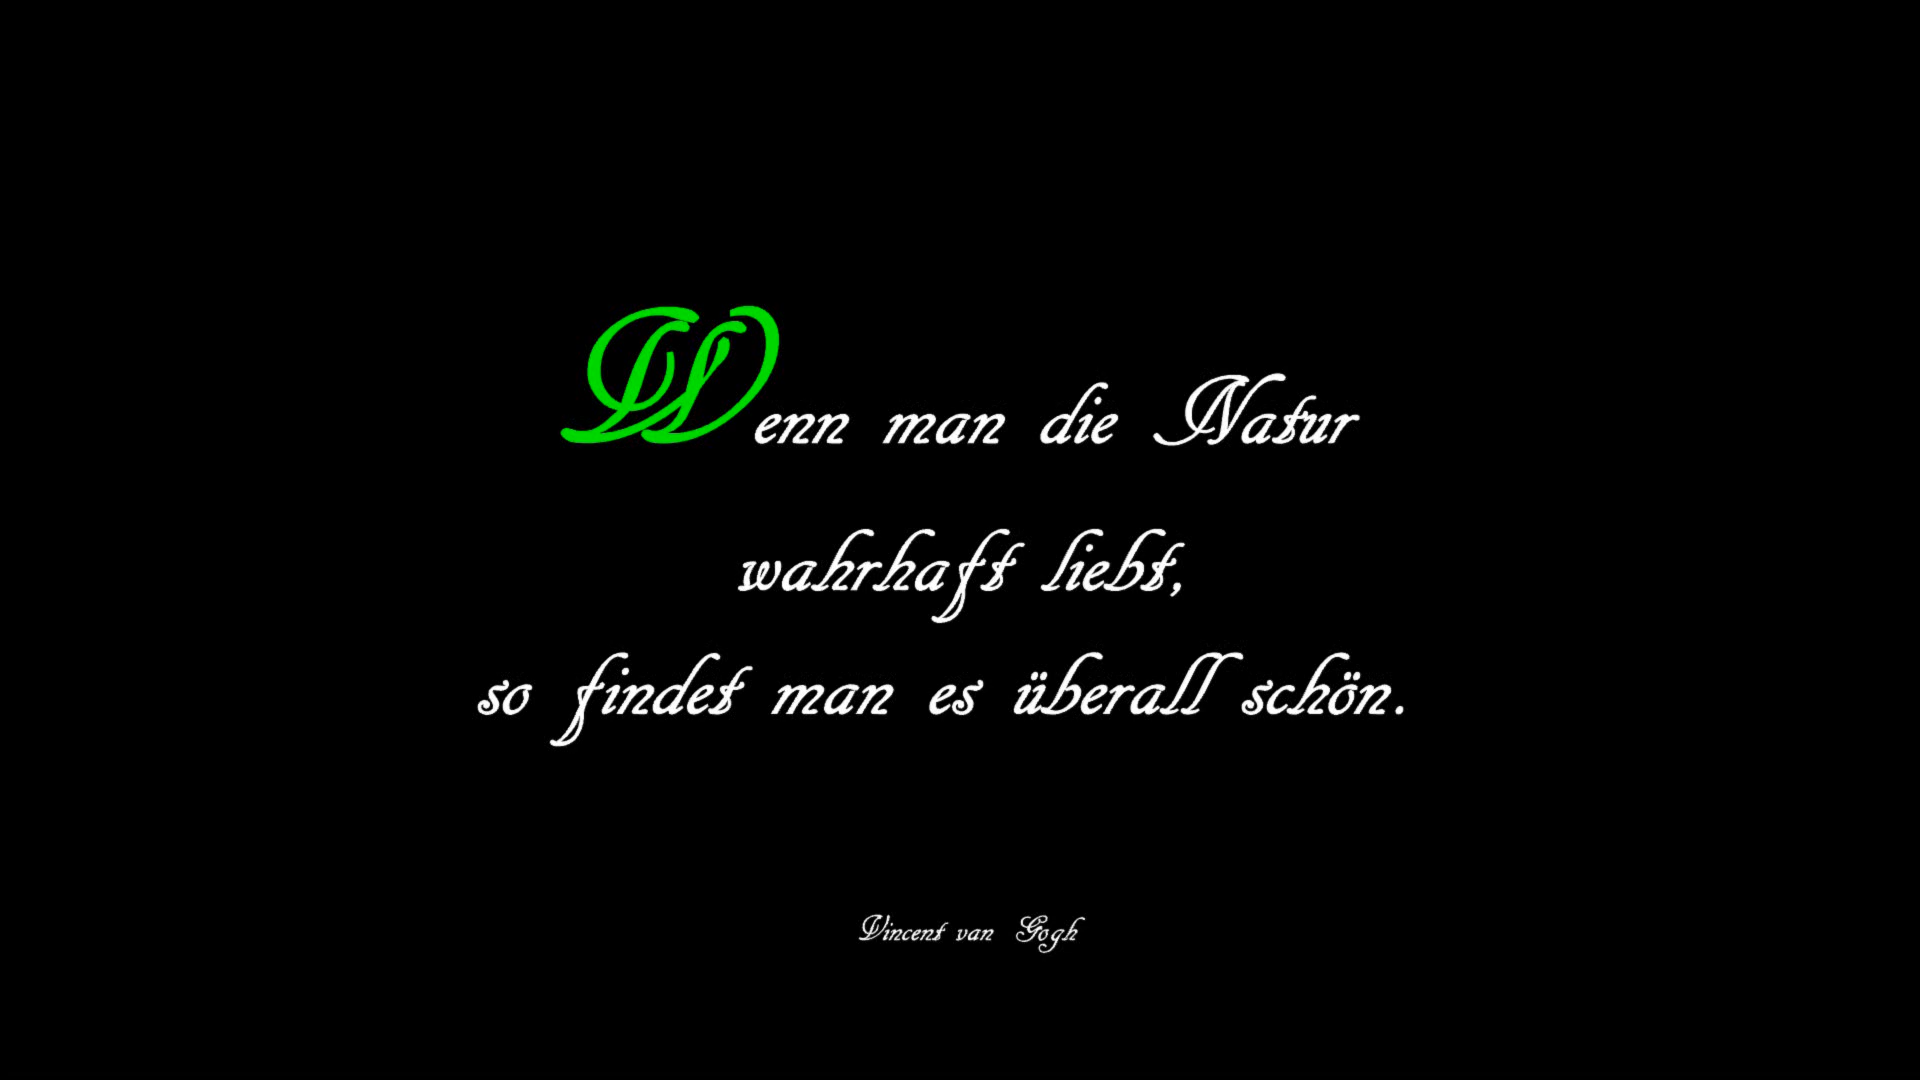 Wenn man die Natur
wahrhaft liebt,
so findet man es überall schön.
Vincent van Gogh